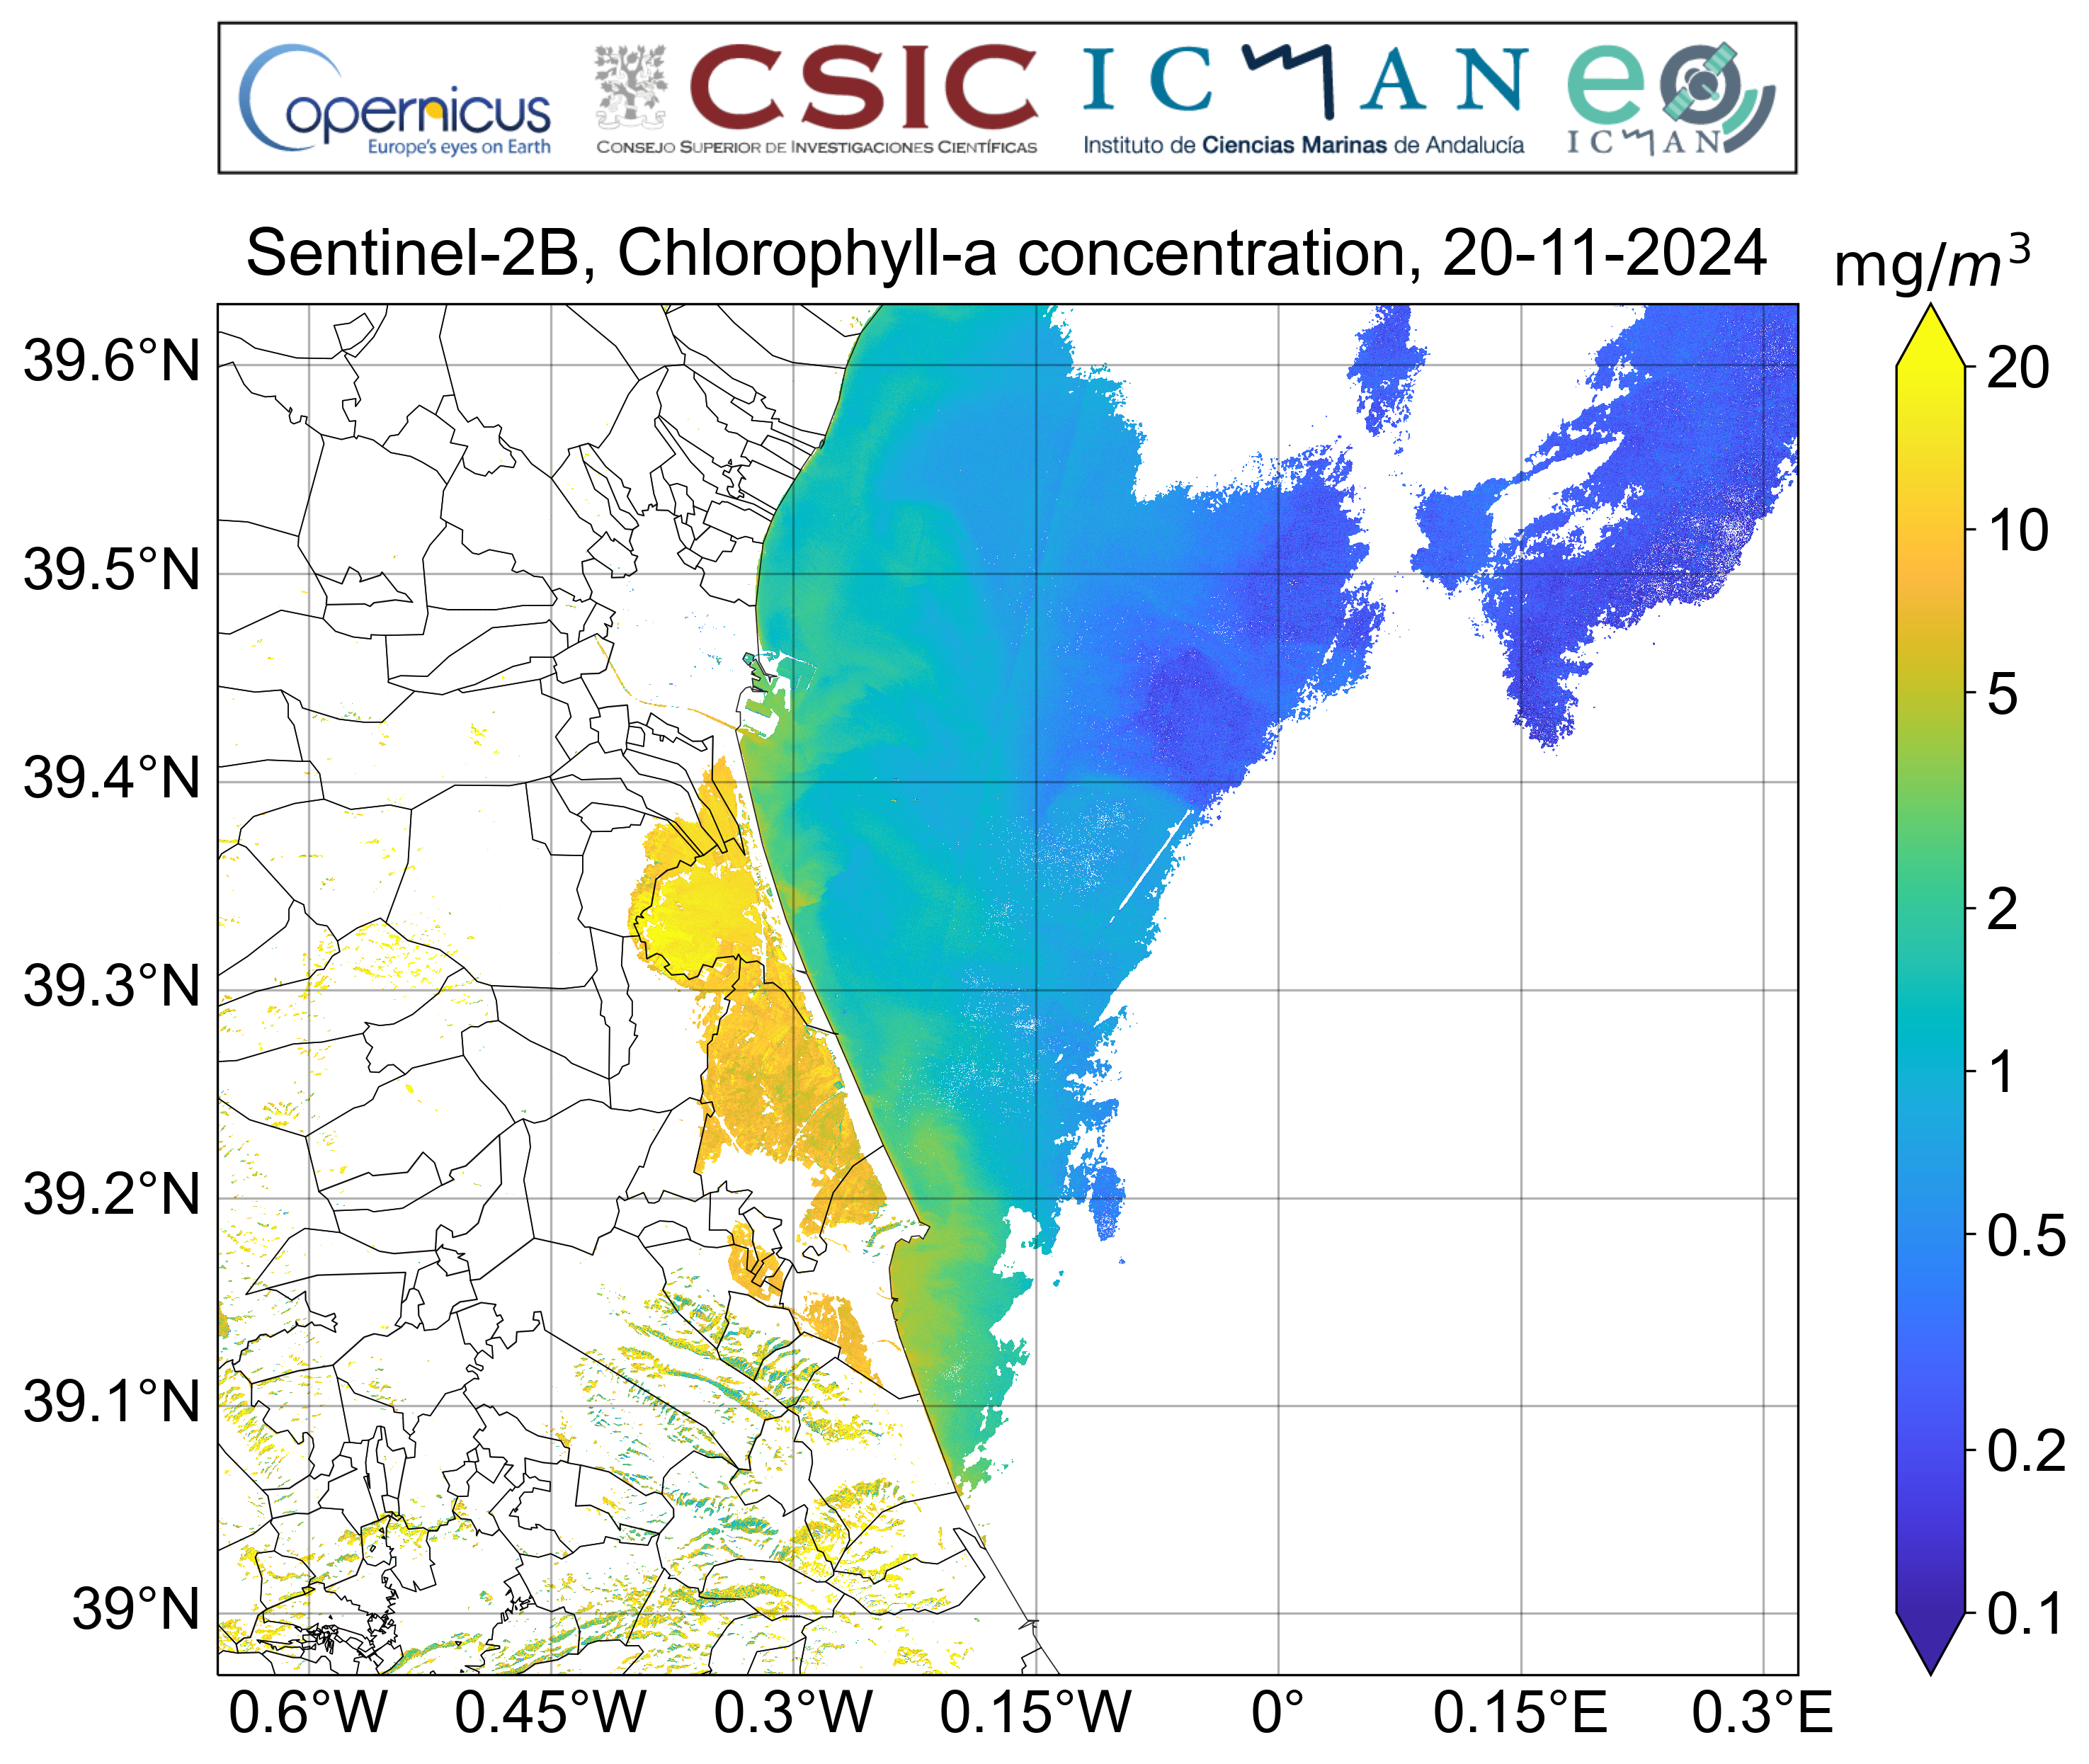 Copernicus
Europe's eyes on Earth
CSIC
CONSEJO SUPERIOR DE INVESTIGACIONES CIENTÍFICAS
ICMAN
Instituto de Ciencias Marinas de Andalucía
eo
ICMAN
Sentinel-2B, Chlorophyll-a concentration, 20-11-2024
mg/m³
39.6°N
39.5°N
39.4°N
39.3°N
39.2°N
39.1°N
39°N
0.6°W
0.45°W
0.3°W
0.15°W
0°
0.15°E
0.3°E
20
10
5
2
1
0.5
0.2
0.1